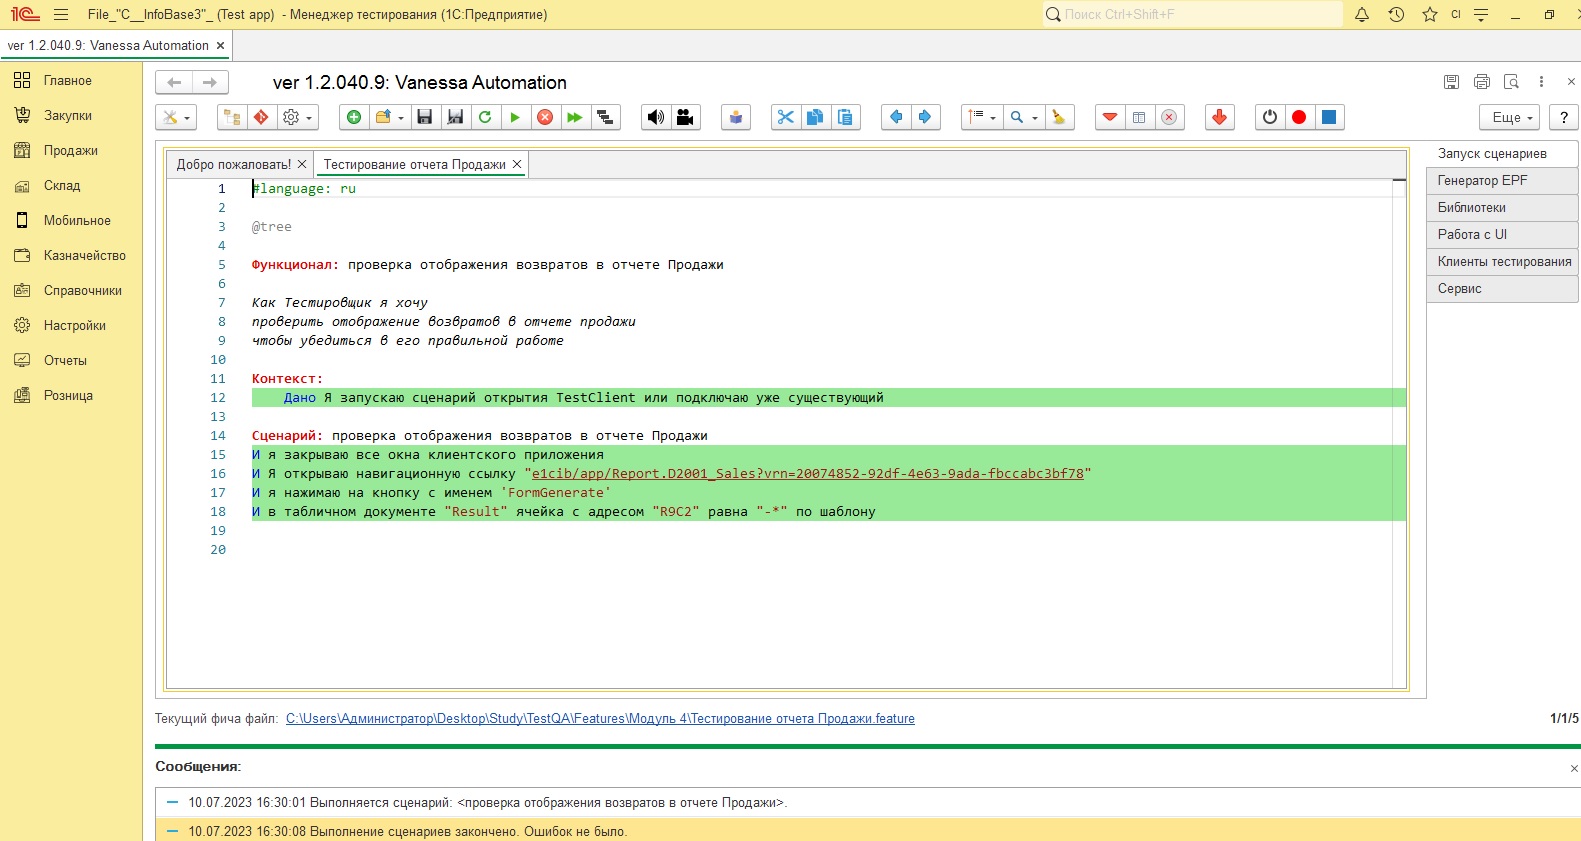 File_"C__InfoBase3"_ (Test app) - Менеджер тестирования (1С:Предприятие)
Поиск Ctrl+Shift+F
CI
ver 1.2.040.9: Vanessa Automation
Главное
Закупки
Продажи
Склад
Мобильное
Казначейство
Справочники
Настройки
Отчеты
Розница
ver 1.2.040.9: Vanessa Automation
Еще
?
Добро пожаловать!
Тестирование отчета Продажи
1 #language: ru
2
3 @tree
4
5 Функционал: проверка отображения возвратов в отчете Продажи
6
7 Как Тестировщик я хочу
8 проверить отображение возвратов в отчете продажи
9 чтобы убедиться в его правильной работе
10
11 Контекст:
12 Дано Я запускаю сценарий открытия TestClient или подключаю уже существующий
13
14 Сценарий: проверка отображения возвратов в отчете Продажи
15 И я закрываю все окна клиентского приложения
16 И Я открываю навигационную ссылку "e1cib/app/Report.D2001_Sales?vrn=20074852-92df-4e63-9ada-fbccabc3bf78"
17 И я нажимаю на кнопку с именем 'FormGenerate'
18 И в табличном документе "Result" ячейка с адресом "R9C2" равна "-*" по шаблону
19
20
Запуск сценариев
Генератор EPF
Библиотеки
Работа с UI
Клиенты тестирования
Сервис
Текущий фича файл: C:\Users\Администратор\Desktop\Study\TestQA\Features\Модуль 4\Тестирование отчета Продажи.feature
1/1/5
Сообщения:
10.07.2023 16:30:01 Выполняется сценарий: <проверка отображения возвратов в отчете Продажи>.
10.07.2023 16:30:08 Выполнение сценариев закончено. Ошибок не было.